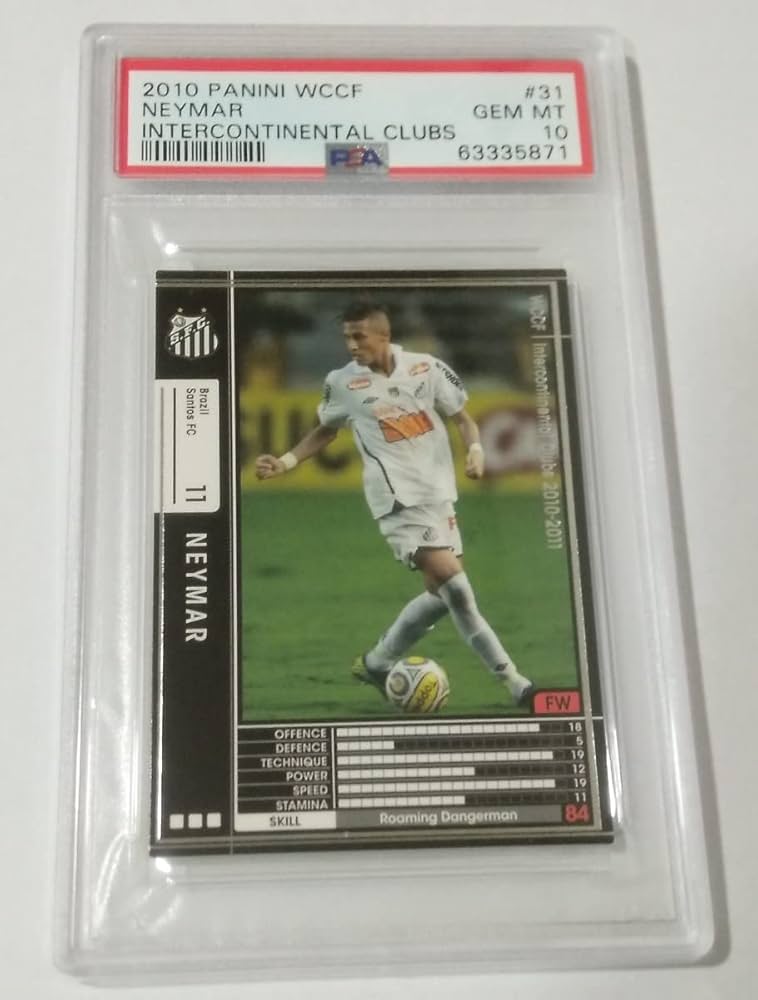 2010 PANINI WCCF #31
NEYMAR GEM MT
INTERCONTINENTAL CLUBS 10
PSA 63335871
S.F.C.
Brazil
Santos FC
11
NEYMAR
WCCF | Intercontinental Clubs 2010-2011
FW
OFFENCE 18
DEFENCE 5
TECHNIQUE 19
POWER 12
SPEED 19
STAMINA 11
SKILL Roaming Dangerman 84